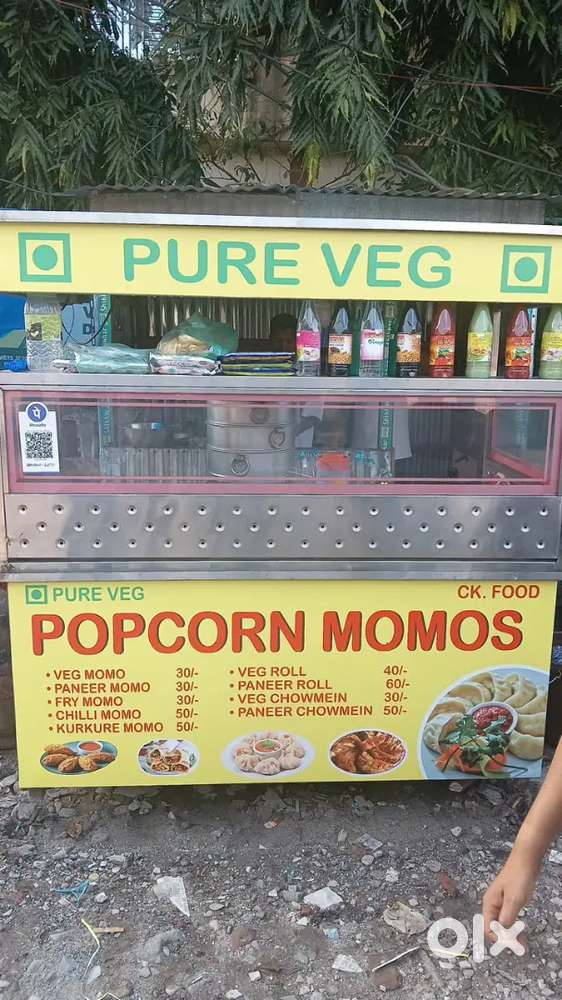 PURE VEG
PURE VEG
CK. FOOD
POPCORN MOMOS
• VEG MOMO 30/-
• PANEER MOMO 30/-
• FRY MOMO 30/-
• CHILLI MOMO 50/-
• KURKURE MOMO 50/-
• VEG ROLL 40/-
• PANEER ROLL 60/-
• VEG CHOWMEIN 30/-
• PANEER CHOWMEIN 50/-
olx